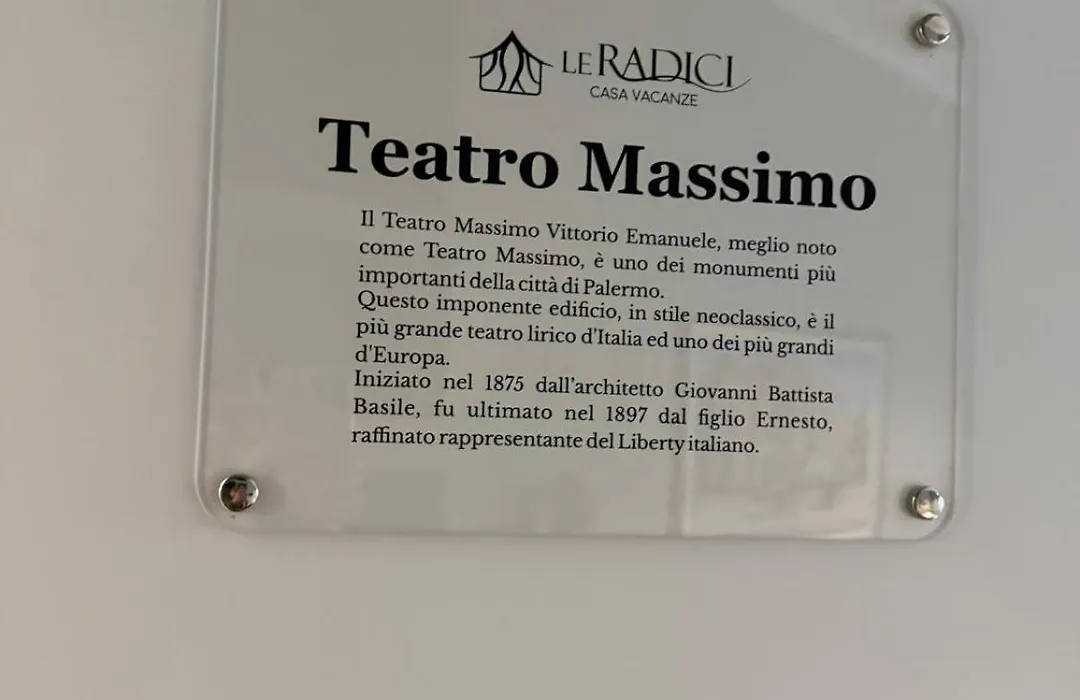 LE RADICI
CASA VACANZE
Teatro Massimo
Il Teatro Massimo Vittorio Emanuele, meglio noto
come Teatro Massimo, è uno dei monumenti più
importanti della città di Palermo.
Questo imponente edificio, in stile neoclassico, è il
più grande teatro lirico d'Italia ed uno dei più grandi
d'Europa.
Iniziato nel 1875 dall'architetto Giovanni Battista
Basile, fu ultimato nel 1897 dal figlio Ernesto,
raffinato rappresentante del Liberty italiano.